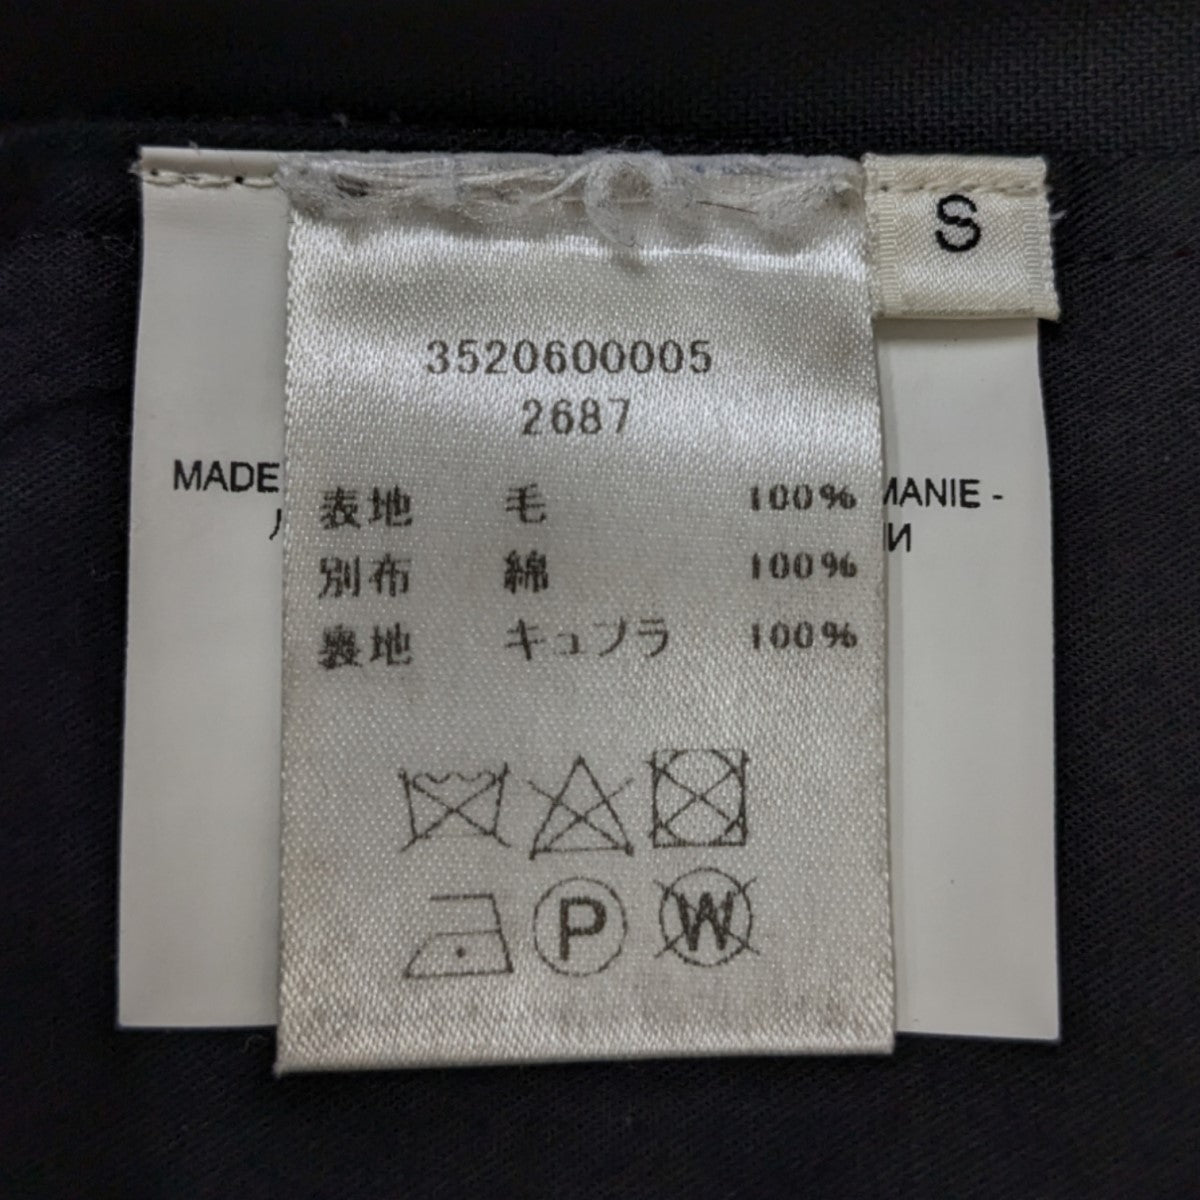 S
3520600005
2687
MADE
MANIE -
ИN
表地 毛 100%
別布 綿 100%
裏地 キュプラ 100%
P W